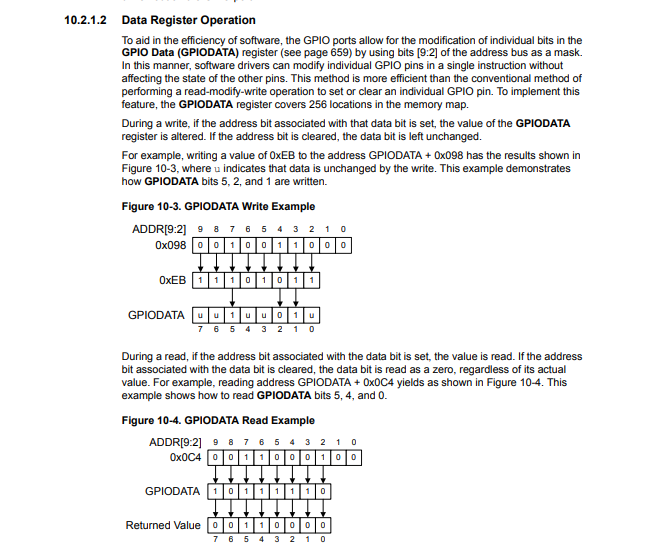 10.2.1.2 Data Register Operation
To aid in the efficiency of software, the GPIO ports allow for the modification of individual bits in the
GPIO Data (GPIODATA) register (see page 659) by using bits [9:2] of the address bus as a mask.
In this manner, software drivers can modify individual GPIO pins in a single instruction without
affecting the state of the other pins. This method is more efficient than the conventional method of
performing a read-modify-write operation to set or clear an individual GPIO pin. To implement this
feature, the GPIODATA register covers 256 locations in the memory map.
During a write, if the address bit associated with that data bit is set, the value of the GPIODATA
register is altered. If the address bit is cleared, the data bit is left unchanged.
For example, writing a value of 0xEB to the address GPIODATA + 0x098 has the results shown in
Figure 10-3, where u indicates that data is unchanged by the write. This example demonstrates
how GPIODATA bits 5, 2, and 1 are written.
Figure 10-3. GPIODATA Write Example
ADDR[9:2] 9 8 7 6 5 4 3 2 1 0
0x098 0 0 1 0 0 1 1 0 0 0
0xEB 1 1 1 0 1 0 1 1
GPIODATA u u 1 u u 0 1 u
7 6 5 4 3 2 1 0
During a read, if the address bit associated with the data bit is set, the value is read. If the address
bit associated with the data bit is cleared, the data bit is read as a zero, regardless of its actual
value. For example, reading address GPIODATA + 0x0C4 yields as shown in Figure 10-4. This
example shows how to read GPIODATA bits 5, 4, and 0.
Figure 10-4. GPIODATA Read Example
ADDR[9:2] 9 8 7 6 5 4 3 2 1 0
0x0C4 0 0 1 1 0 0 0 1 0 0
GPIODATA 1 0 1 1 1 1 1 0
Returned Value 0 0 1 1 0 0 0 0
7 6 5 4 3 2 1 0